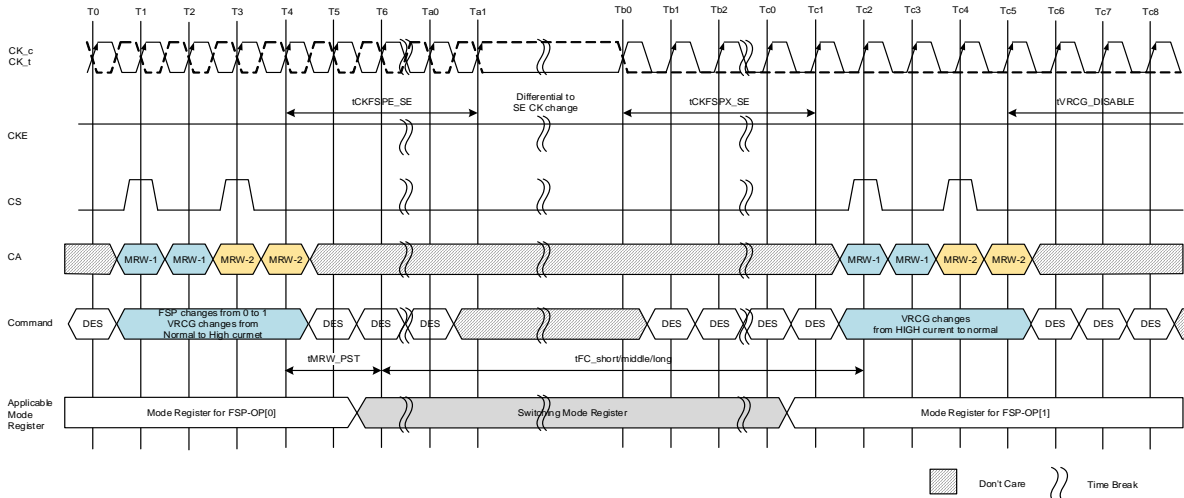 T0 T1 T2 T3 T4 T5 T6 Ta0 Ta1 Tb0 Tb1 Tb2 Tc0 Tc1 Tc2 Tc3 Tc4 Tc5 Tc6 Tc7 Tc8
CK_c
CK_t
tCKFSPE_SE
Differential to
SE CK change
tCKFSPX_SE
tVRCG_DISABLE
CKE
CS
CA
MRW-1 MRW-1 MRW-2 MRW-2 MRW-1 MRW-1 MRW-2 MRW-2
Command
DES
FSP changes from 0 to 1
VRCG changes from
Normal to High curmet
DES DES DES DES DES DES DES
VRCG changes
from HIGH current to normal
DES DES DES
tMRW_PST
tFC_short/middle/long
Applicable
Mode
Register
Mode Register for FSP-OP[0]
Switching Mode Register
Mode Register for FSP-OP[1]
Don't Care
Time Break